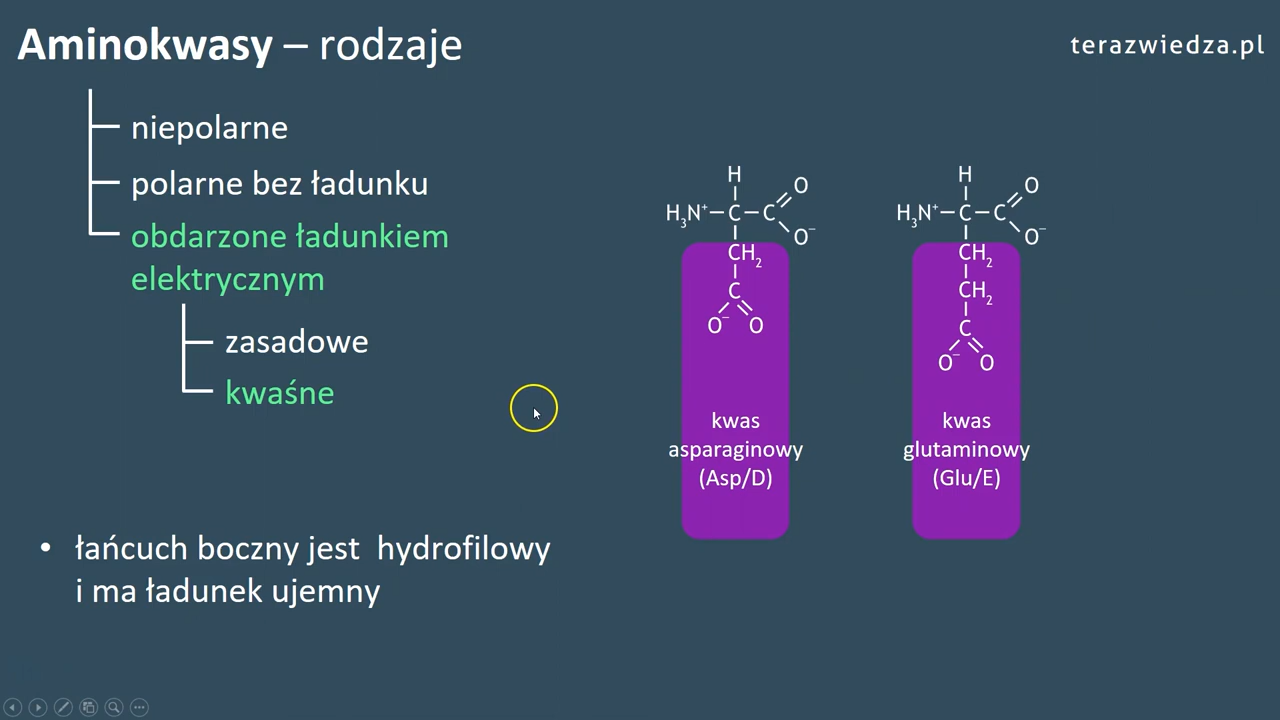 Aminokwasy – rodzaje
terazwiedza.pl
niepolarne
polarne bez ładunku
obdarzone ładunkiem
elektrycznym
zasadowe
kwaśne
łańcuch boczny jest hydrofilowy
i ma ładunek ujemny
H
O
H₃N⁺–C–C
O⁻
CH₂
C
O⁻ O
kwas
asparaginowy
(Asp/D)
H
O
H₃N⁺–C–C
O⁻
CH₂
CH₂
C
O⁻ O
kwas
glutaminowy
(Glu/E)